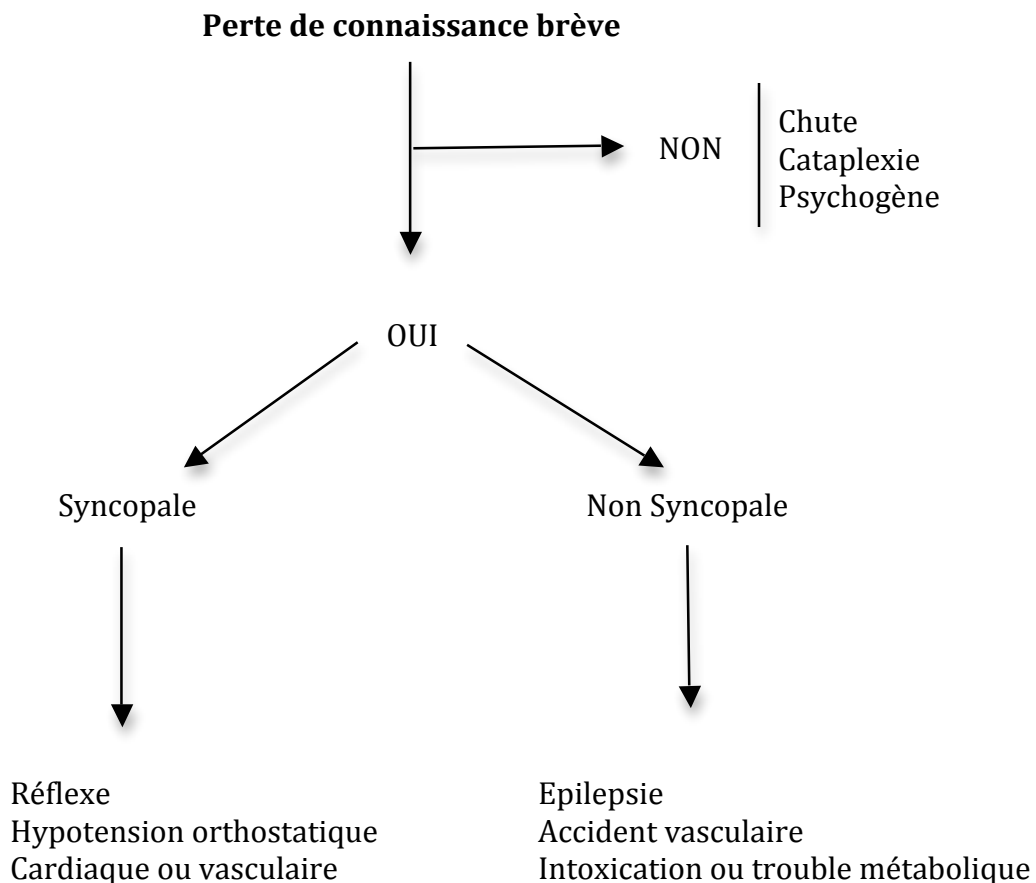 Perte de connaissance brève
NON
Chute
Cataplexie
Psychogène
OUI
Syncopale
Non Syncopale
Réflexe
Hypotension orthostatique
Cardiaque ou vasculaire
Epilepsie
Accident vasculaire
Intoxication ou trouble métabolique